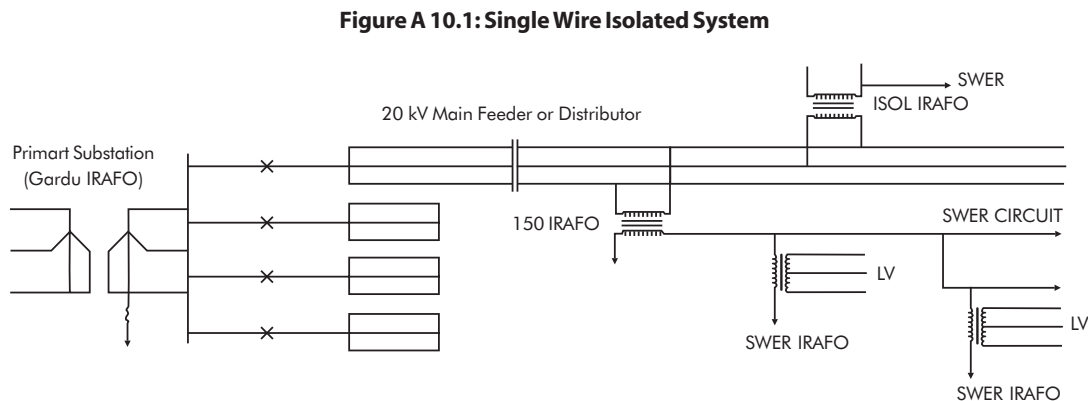 Figure A 10.1: Single Wire Isolated System
SWER
ISOL IRAFO
20 kV Main Feeder or Distributor
Primart Substation
(Gardu IRAFO)
150 IRAFO
SWER CIRCUIT
LV
SWER IRAFO
LV
SWER IRAFO